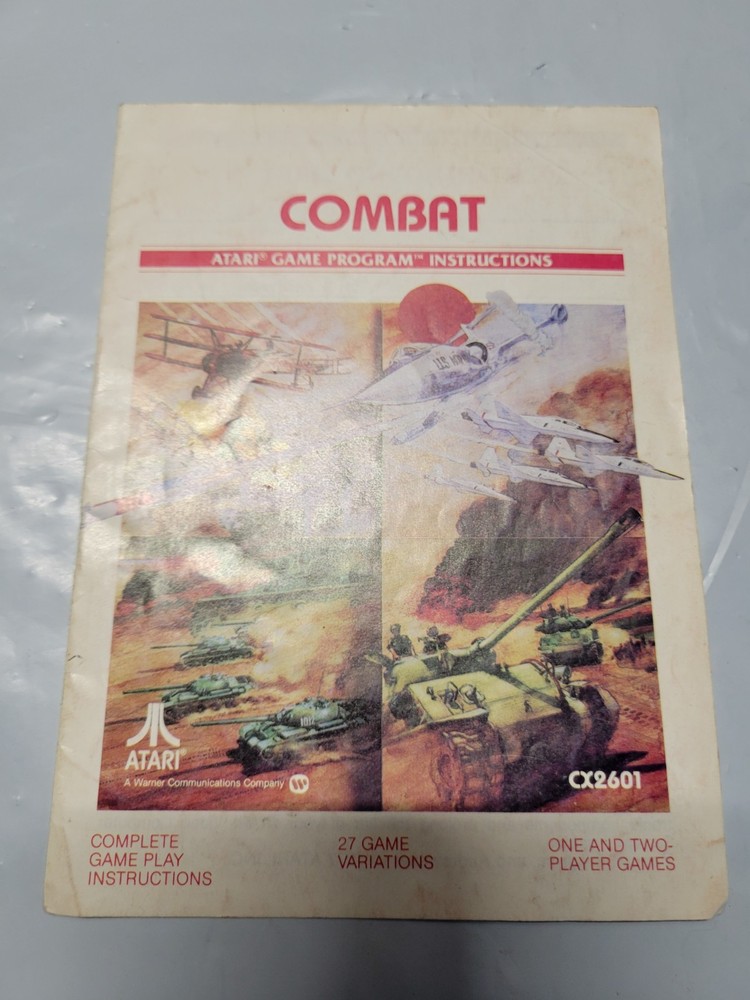 COMBAT
ATARI® GAME PROGRAM™ INSTRUCTIONS
ATARI®
A Warner Communications Company
CX2601
COMPLETE
GAME PLAY
INSTRUCTIONS
27 GAME
VARIATIONS
ONE AND TWO-
PLAYER GAMES